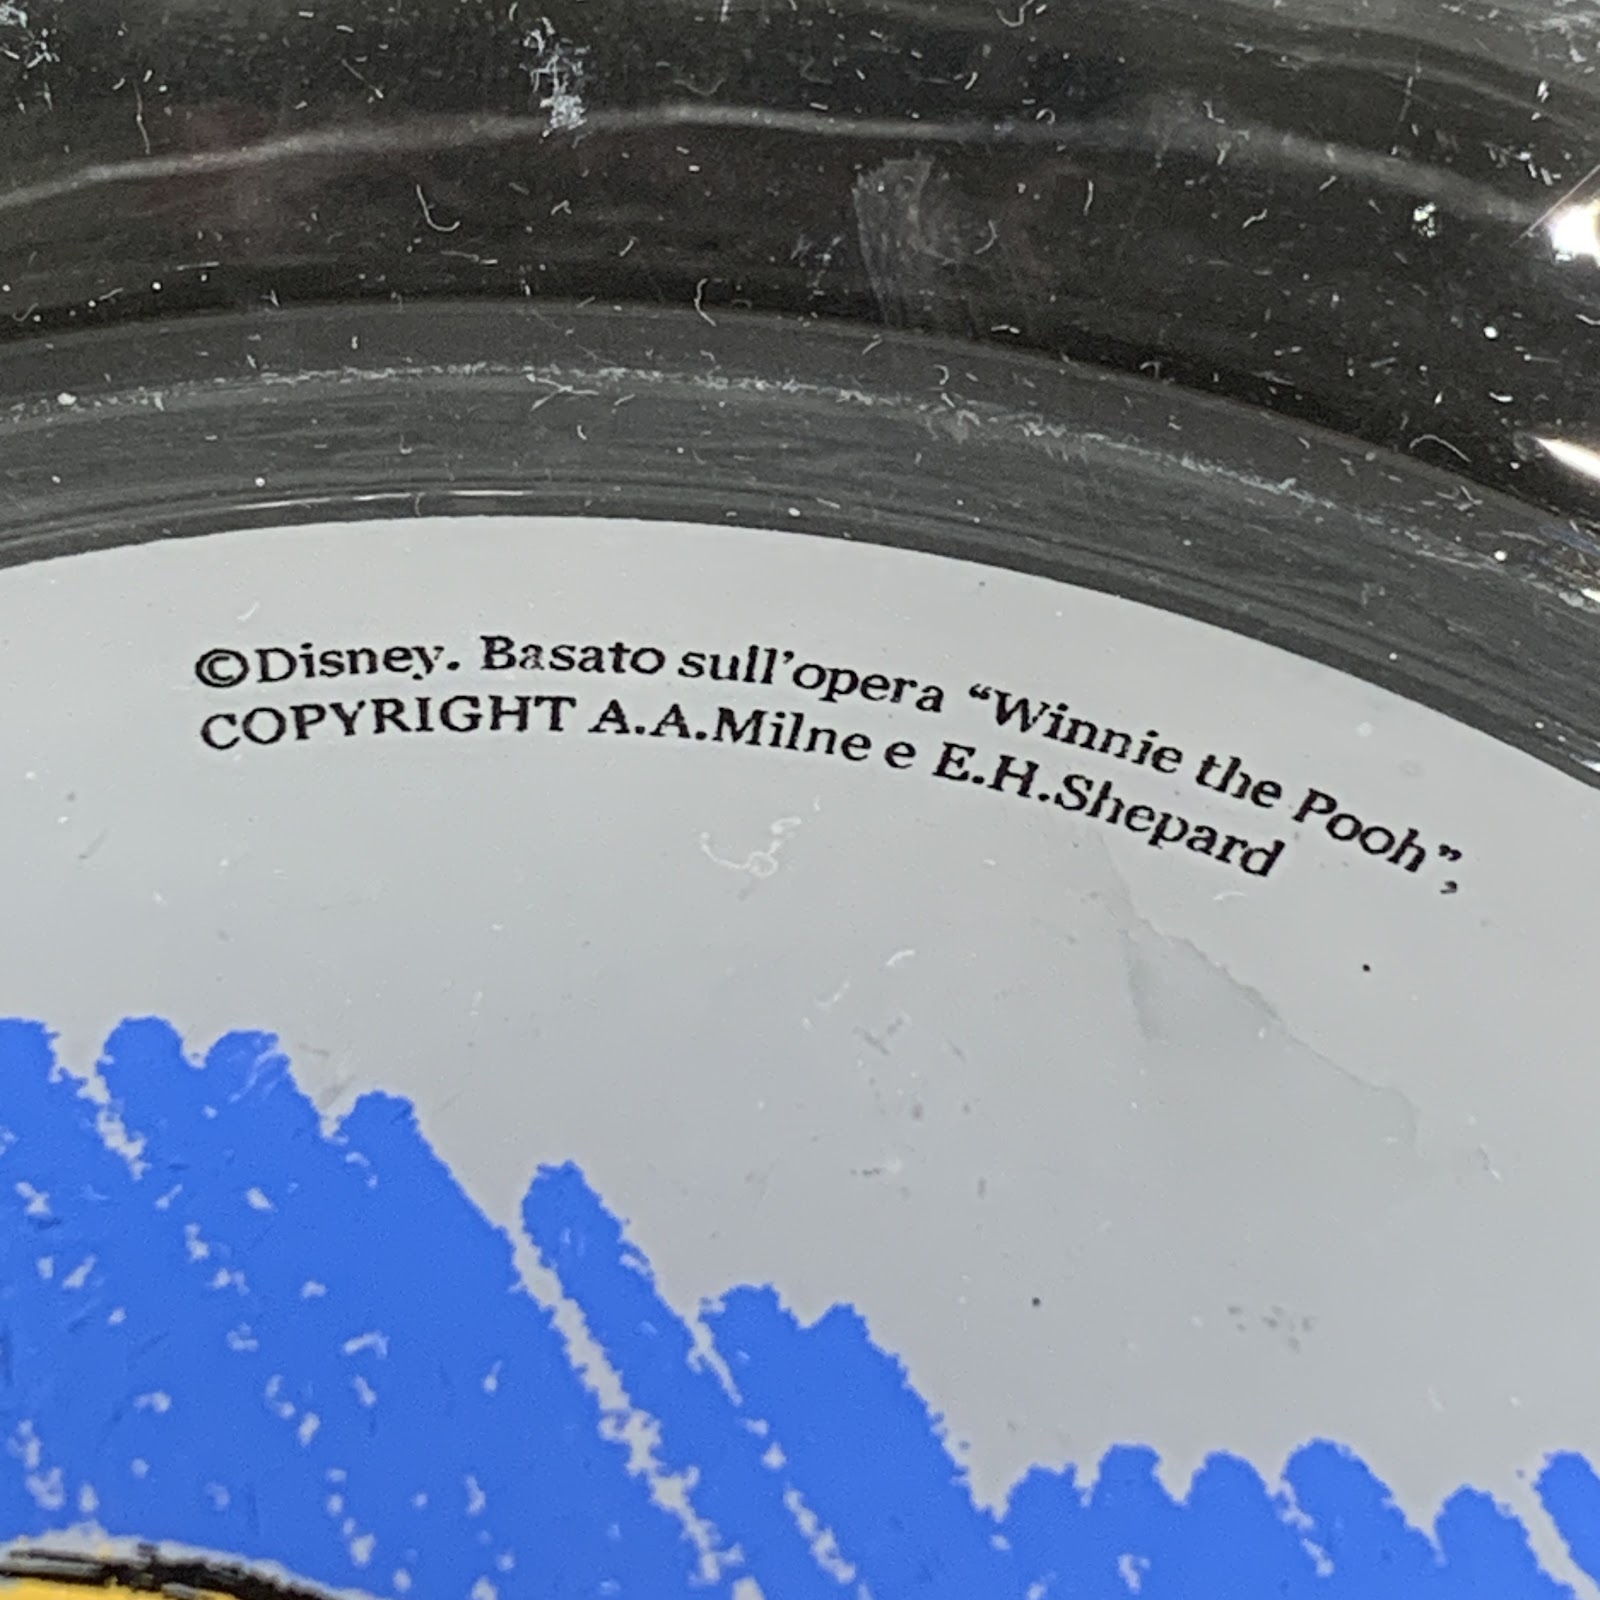 ©Disney. Basato sull'opera “Winnie the Pooh”,
COPYRIGHT A.A.Milne e E.H.Shepard